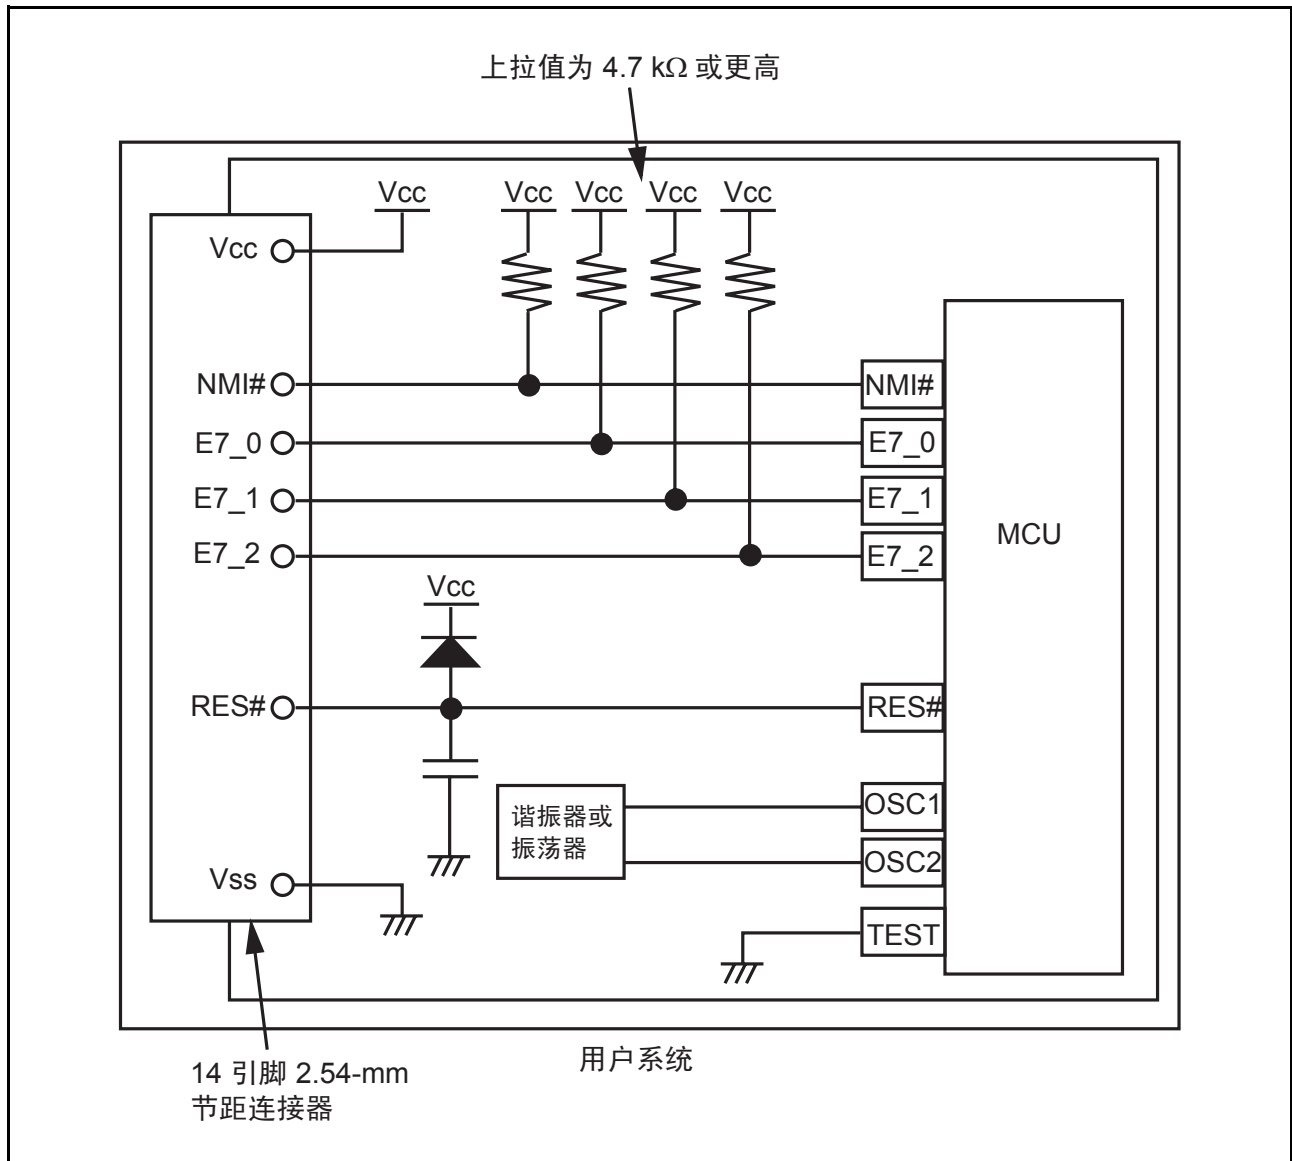 上拉值为 4.7 kΩ 或更高
Vcc
Vcc
Vcc
Vcc
Vcc
Vcc
NMI#
NMI#
E7_0
E7_0
E7_1
E7_1
MCU
E7_2
E7_2
Vcc
RES#
RES#
谐振器或
振荡器
OSC1
OSC2
Vss
TEST
用户系统
14 引脚 2.54-mm
节距连接器